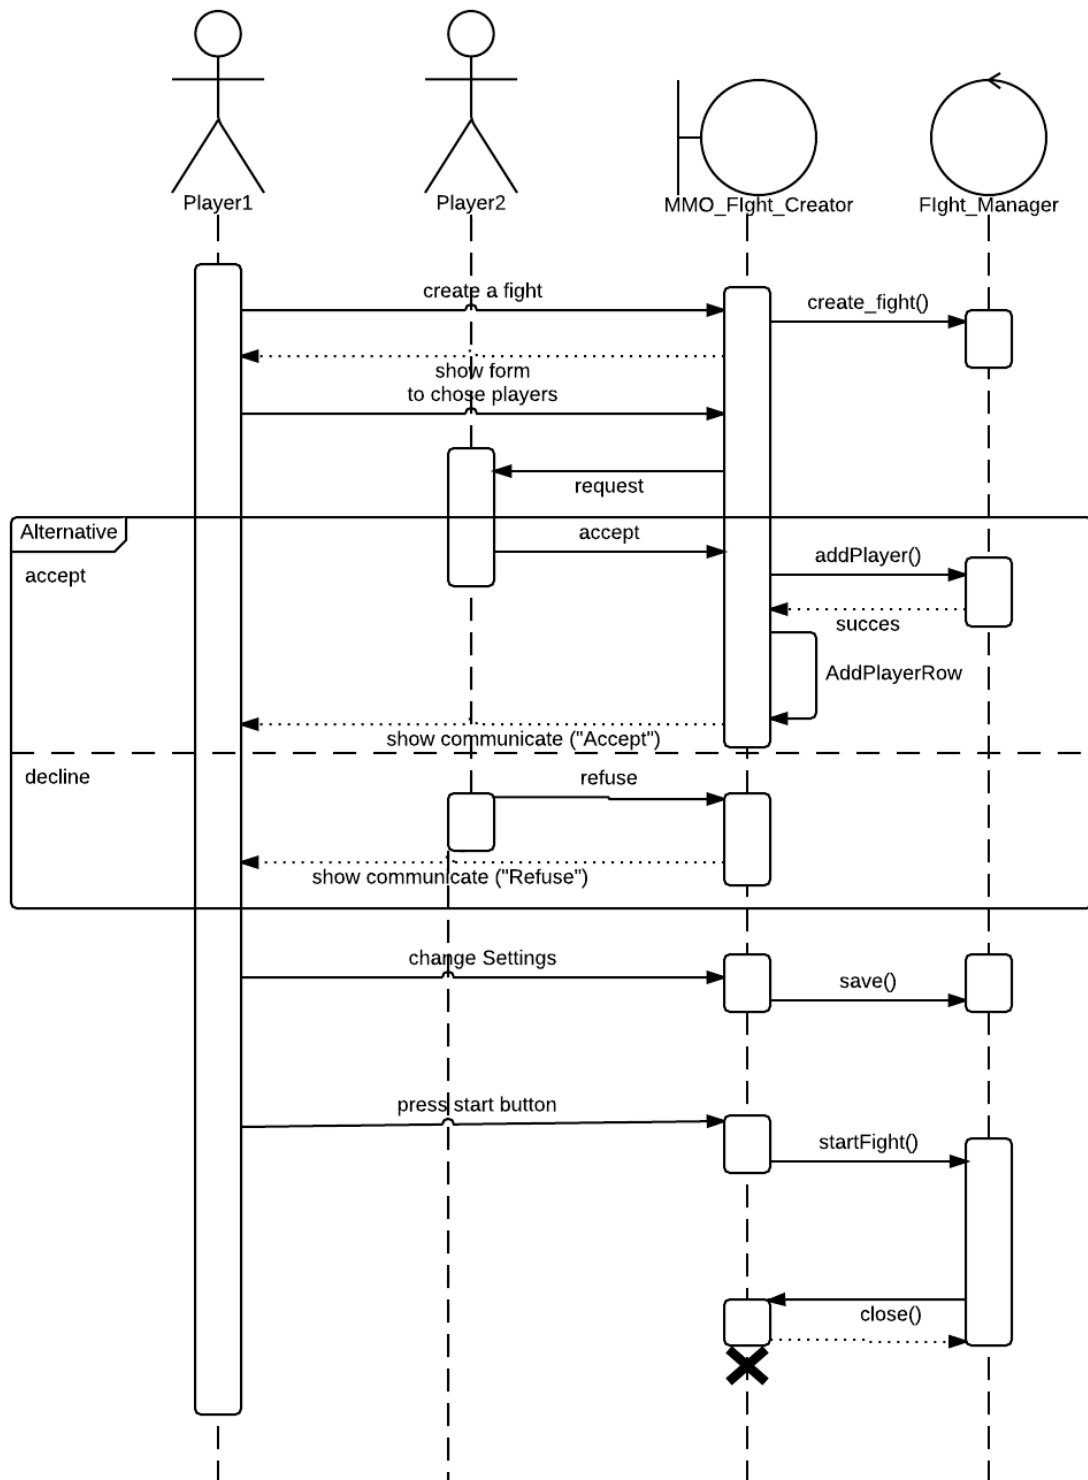 Player1
Player2
MMO_FIght_Creator
FIght_Manager
create a fight
create_fight()
show form
to chose players
request
Alternative
accept
accept
addPlayer()
succes
AddPlayerRow
show communicate ("Accept")
decline
refuse
show communicate ("Refuse")
change Settings
save()
press start button
startFight()
close()